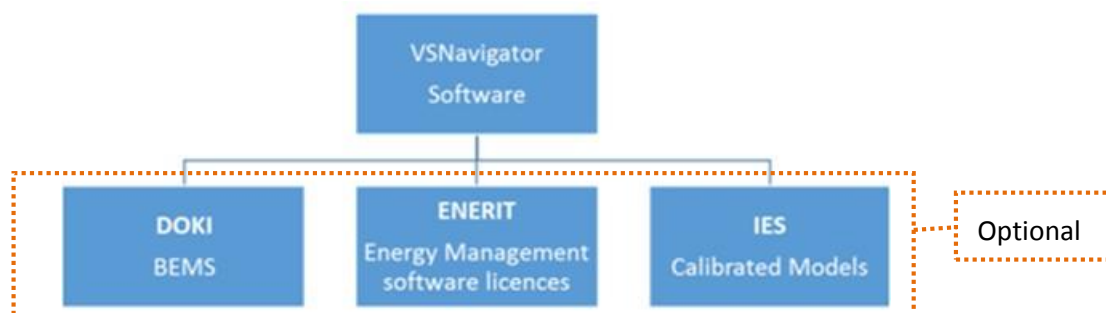 VSNavigator
Software
DOKI
BEMS
ENERIT
Energy Management
software licences
IES
Calibrated Models
Optional